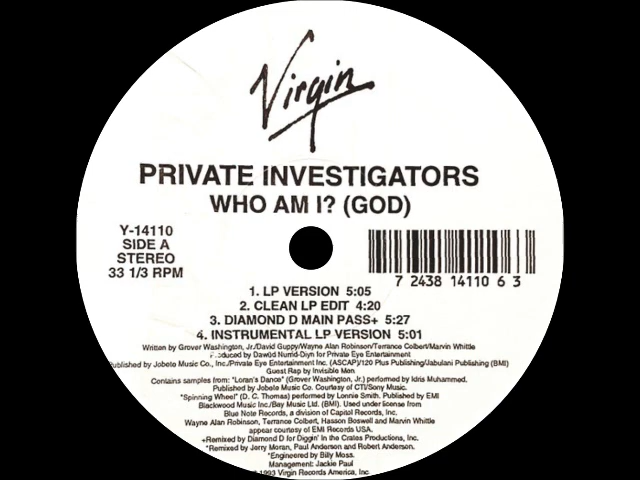 Virgin
PRIVATE INVESTIGATORS
WHO AM I? (GOD)
Y-14110
SIDE A
STEREO
33 1/3 RPM
7 24381 41106 3
1. LP VERSION 5:05
2. CLEAN LP EDIT 4:20
3. DIAMOND D MAIN PASS+ 5:27
4. INSTRUMENTAL LP VERSION 5:01
Written by Grover Washington, Jr./David Guppy/Wayne Alan Robinson/Terrance Colbert/Marvin Whittle
Produced by Dawúd Nurrid-Diyn for Private Eye Entertainment
Published by Jobete Music Co., Inc./Private Eye Entertainment Inc. (ASCAP)/120 Plus Publishing/Jabulani Publishing (BMI)
Guest Rap by Invisible Men
Contains samples from: "Loran's Dance" (Grover Washington, Jr.) performed by Idris Muhammed.
Published by Jobete Music Co. Courtesy of CTI/Sony Music.
"Spinning Wheel" (D. C. Thomas) performed by Lonnie Smith. Published by EMI
Blackwood Music Inc/Bay Music Ltd. (BMI). Used under license from
Blue Note Records, a division of Capitol Records, Inc.
Wayne Alan Robinson, Terrance Colbert, Hasson Boswell and Marvin Whittle
appear courtesy of EMI Records USA.
+Remixed by Diamond D for Diggin' In the Crates Productions, Inc.
*Remixed by Jerry Moran, Paul Anderson and Robert Anderson.
*Engineered by Billy Moss.
Management: Jackie Paul
1993 Virgin Records America, Inc.